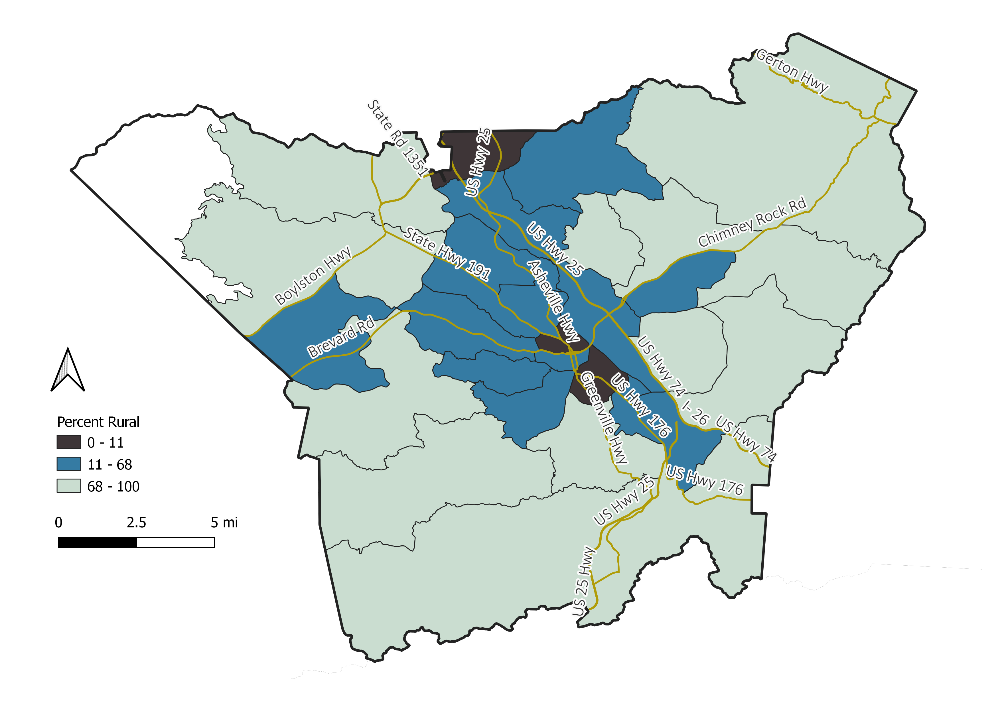 Gerton Hwy
State Rd 1351
US Hwy 25
Chimney Rock Rd
State Hwy 191
US Hwy 25
Boylston Hwy
Asheville Hwy
Brevard Rd
US Hwy 74
Greenville Hwy
US Hwy 176
I- 26
US Hwy 74
US Hwy 176
US Hwy 25
US 25 Hwy
Percent Rural
0 - 11
11 - 68
68 - 100
0 2.5 5 mi